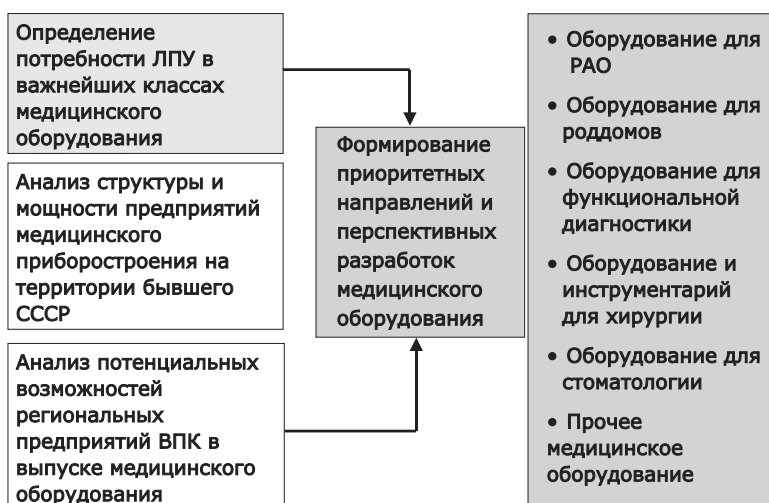 Определение
потребности ЛПУ в
важнейших классах
медицинского
оборудования
Анализ структуры и
мощности предприятий
медицинского
приборостроения на
территории бывшего
СССР
Анализ потенциальных
возможностей
региональных
предприятий ВПК в
выпуске медицинского
оборудования
Формирование
приоритетных
направлений и
перспективных
разработок
медицинского
оборудования
• Оборудование для
РАО
• Оборудование для
роддомов
• Оборудование для
функциональной
диагностики
• Оборудование и
инструментарий
для хирургии
• Оборудование для
стоматологии
• Прочее
медицинское
оборудование